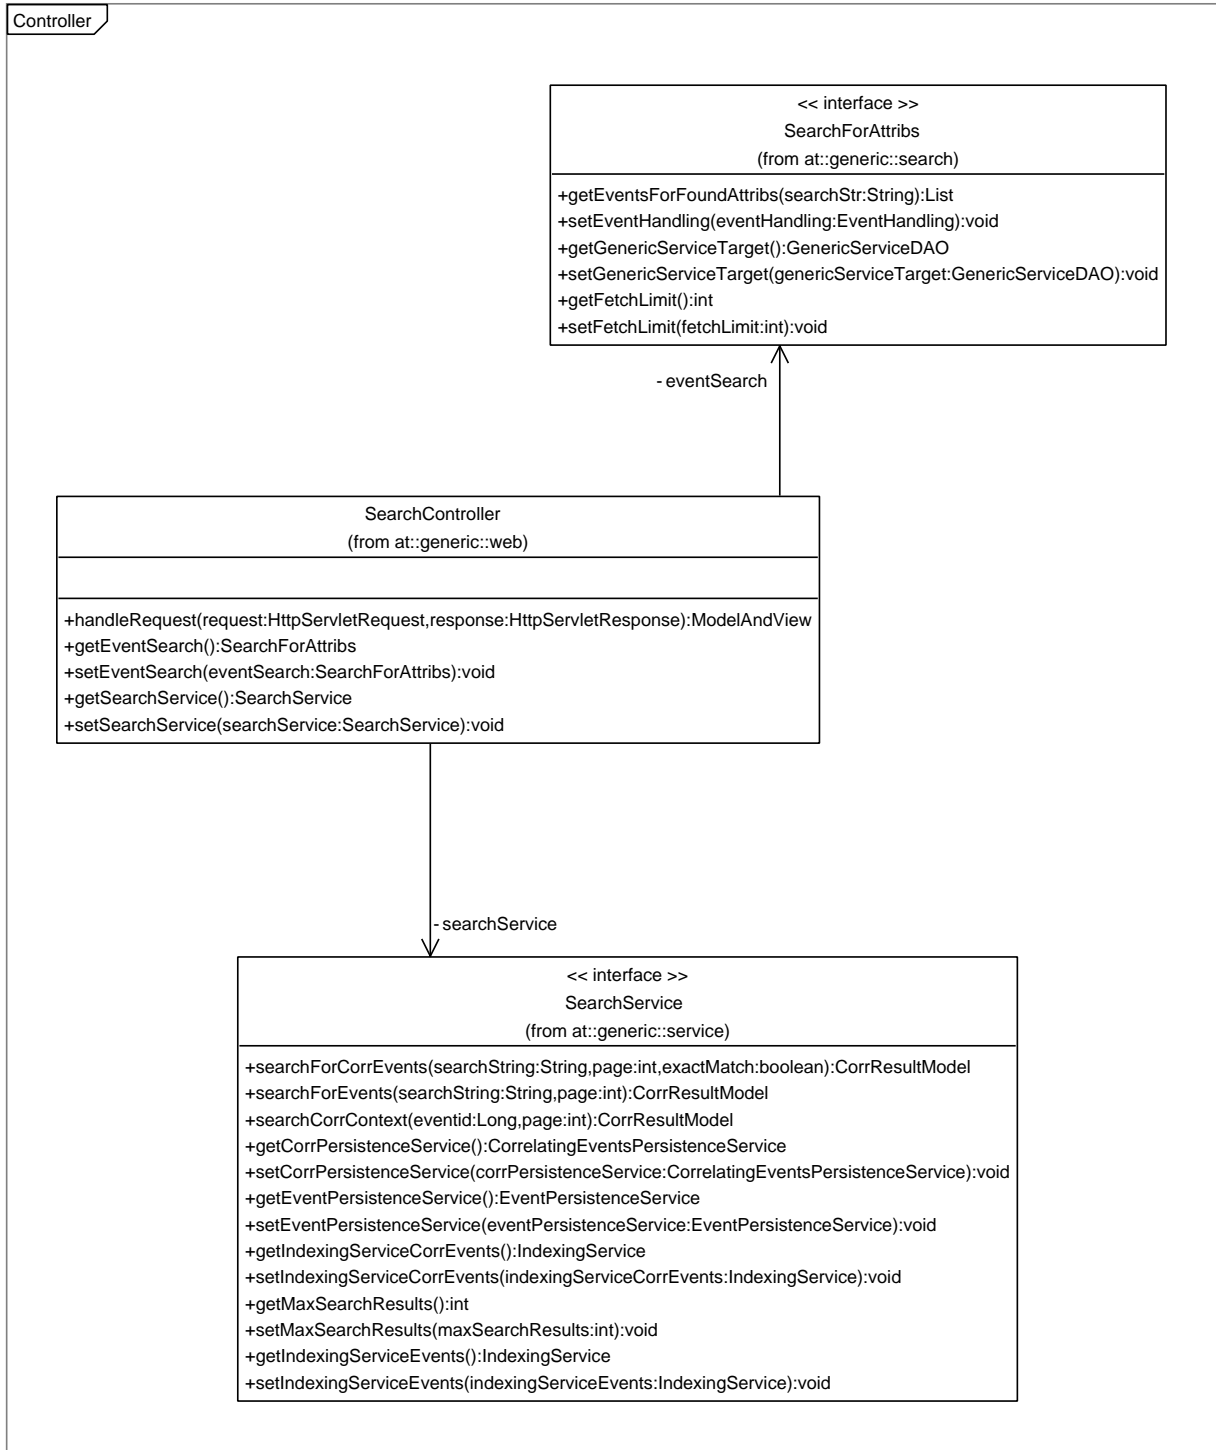 Controller
<< interface >>
SearchForAttribs
(from at::generic::search)
+getEventsForFoundAttribs(searchStr:String):List
+setEventHandling(eventHandling:EventHandling):void
+getGenericServiceTarget():GenericServiceDAO
+setGenericServiceTarget(genericServiceTarget:GenericServiceDAO):void
+getFetchLimit():int
+setFetchLimit(fetchLimit:int):void
- eventSearch
SearchController
(from at::generic::web)
+handleRequest(request:HttpServletRequest,response:HttpServletResponse):ModelAndView
+getEventSearch():SearchForAttribs
+setEventSearch(eventSearch:SearchForAttribs):void
+getSearchService():SearchService
+setSearchService(searchService:SearchService):void
- searchService
<< interface >>
SearchService
(from at::generic::service)
+searchForCorrEvents(searchString:String,page:int,exactMatch:boolean):CorrResultModel
+searchForEvents(searchString:String,page:int):CorrResultModel
+searchCorrContext(eventid:Long,page:int):CorrResultModel
+getCorrPersistenceService():CorrelatingEventsPersistenceService
+setCorrPersistenceService(corrPersistenceService:CorrelatingEventsPersistenceService):void
+getEventPersistenceService():EventPersistenceService
+setEventPersistenceService(eventPersistenceService:EventPersistenceService):void
+getIndexingServiceCorrEvents():IndexingService
+setIndexingServiceCorrEvents(indexingServiceCorrEvents:IndexingService):void
+getMaxSearchResults():int
+setMaxSearchResults(maxSearchResults:int):void
+getIndexingServiceEvents():IndexingService
+setIndexingServiceEvents(indexingServiceEvents:IndexingService):void